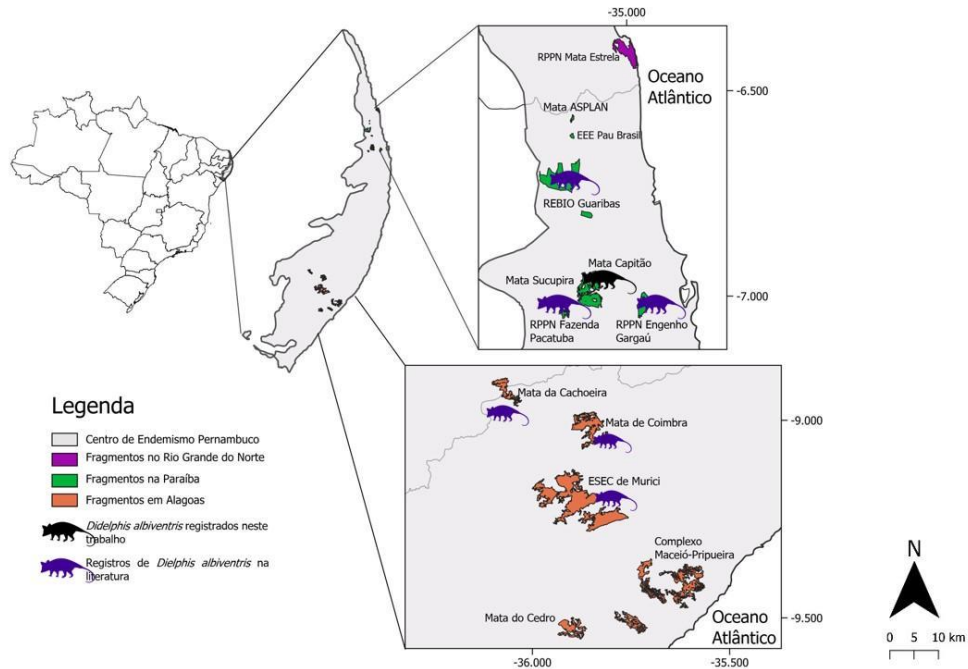 -35.000
RPPN Mata Estrela
Oceano
Atlântico
-6.500
Mata ASPLAN
EEE Pau Brasil
REBIO Guaribas
Mata Capitão
Mata Sucupira
-7.000
RPPN Fazenda
Pacatuba
RPPN Engenho
Gargaú
Legenda
Centro de Endemismo Pernambuco
Fragmentos no Rio Grande do Norte
Fragmentos na Paraíba
Fragmentos em Alagoas
Didelphis albiventris registrados neste
trabalho
Registros de Dielphis albiventris na
literatura
Mata da Cachoeira
-9.000
Mata de Coimbra
ESEC de Murici
Complexo
Maceió-Pripueira
Mata do Cedro
Oceano
Atlântico
-9.500
-36.000
-35.500
N
0 5 10 km